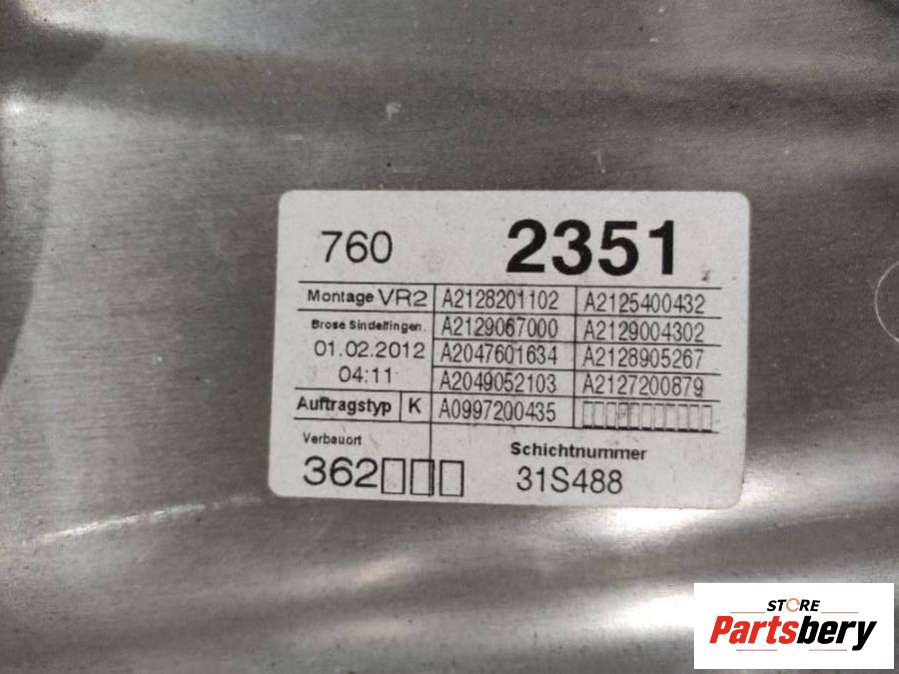 760 2351
Montage VR2 A2128201102 A2125400432
Brose Sindelfingen. A2129067000 A2129004302
01.02.2012 A2047601634 A2128905267
04:11 A2049052103 A2127200879
Auftragstyp K A0997200435
Verbauort Schichtnummer
362 31S488
STORE
Partsbery